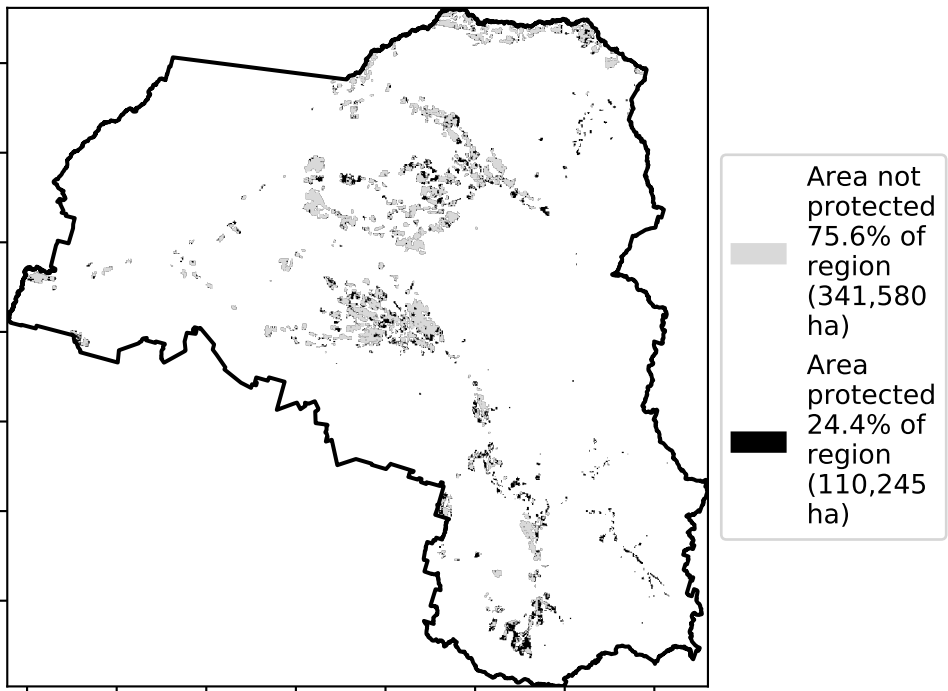 Area not
protected
75.6% of
region
(341,580
ha)
Area
protected
24.4% of
region
(110,245
ha)